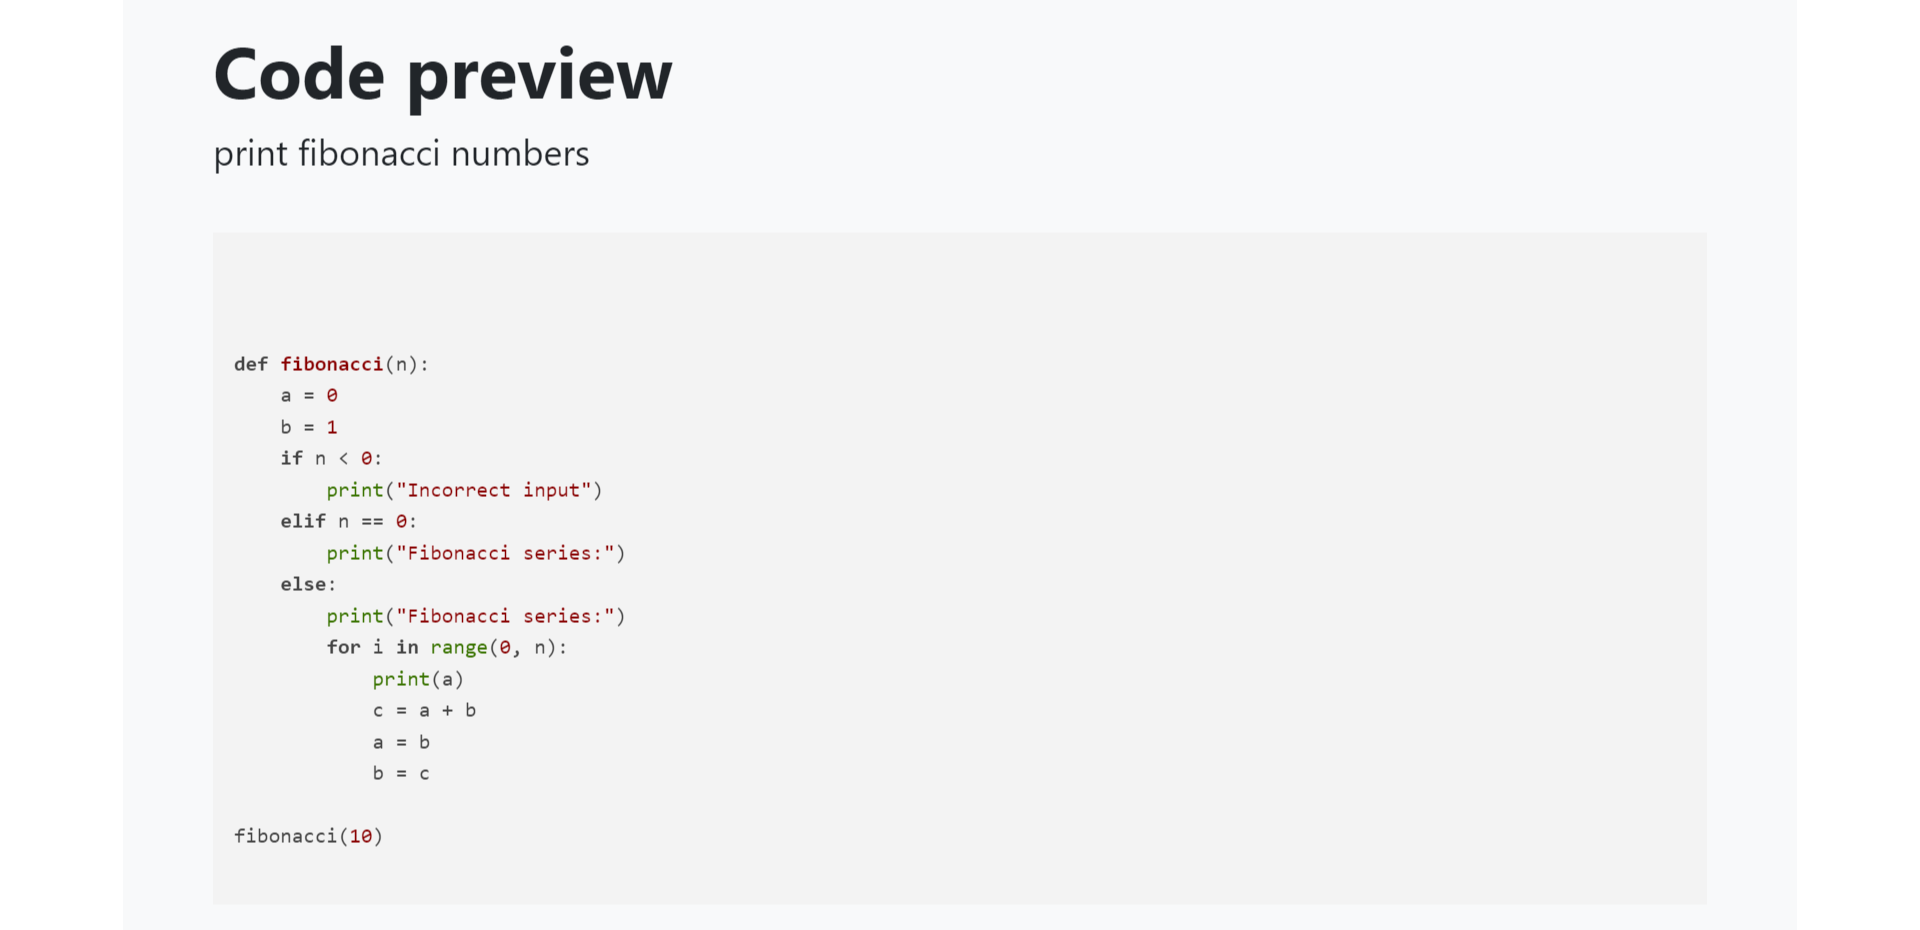 Code preview
print fibonacci numbers
def fibonacci(n):
    a = 0
    b = 1
    if n < 0:
        print("Incorrect input")
    elif n == 0:
        print("Fibonacci series:")
    else:
        print("Fibonacci series:")
        for i in range(0, n):
            print(a)
            c = a + b
            a = b
            b = c
fibonacci(10)